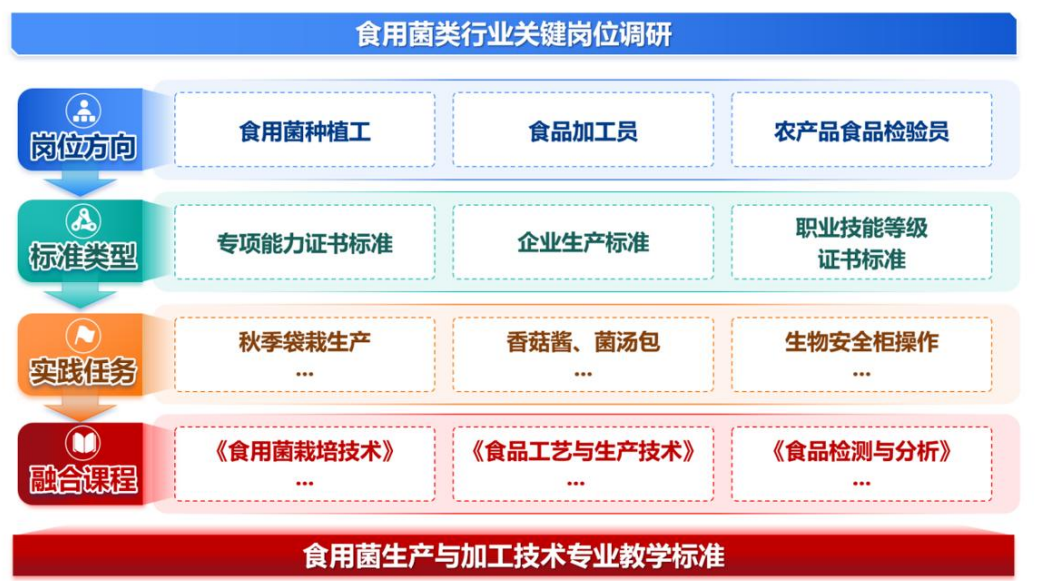 食用菌类行业关键岗位调研
岗位方向
食用菌种植工
食品加工员
农产品食品检验员
标准类型
专项能力证书标准
企业生产标准
职业技能等级
证书标准
实践任务
秋季袋栽生产
...
香菇酱、菌汤包
...
生物安全柜操作
...
融合课程
《食用菌栽培技术》
...
《食品工艺与生产技术》
...
《食品检测与分析》
...
食用菌生产与加工技术专业教学标准